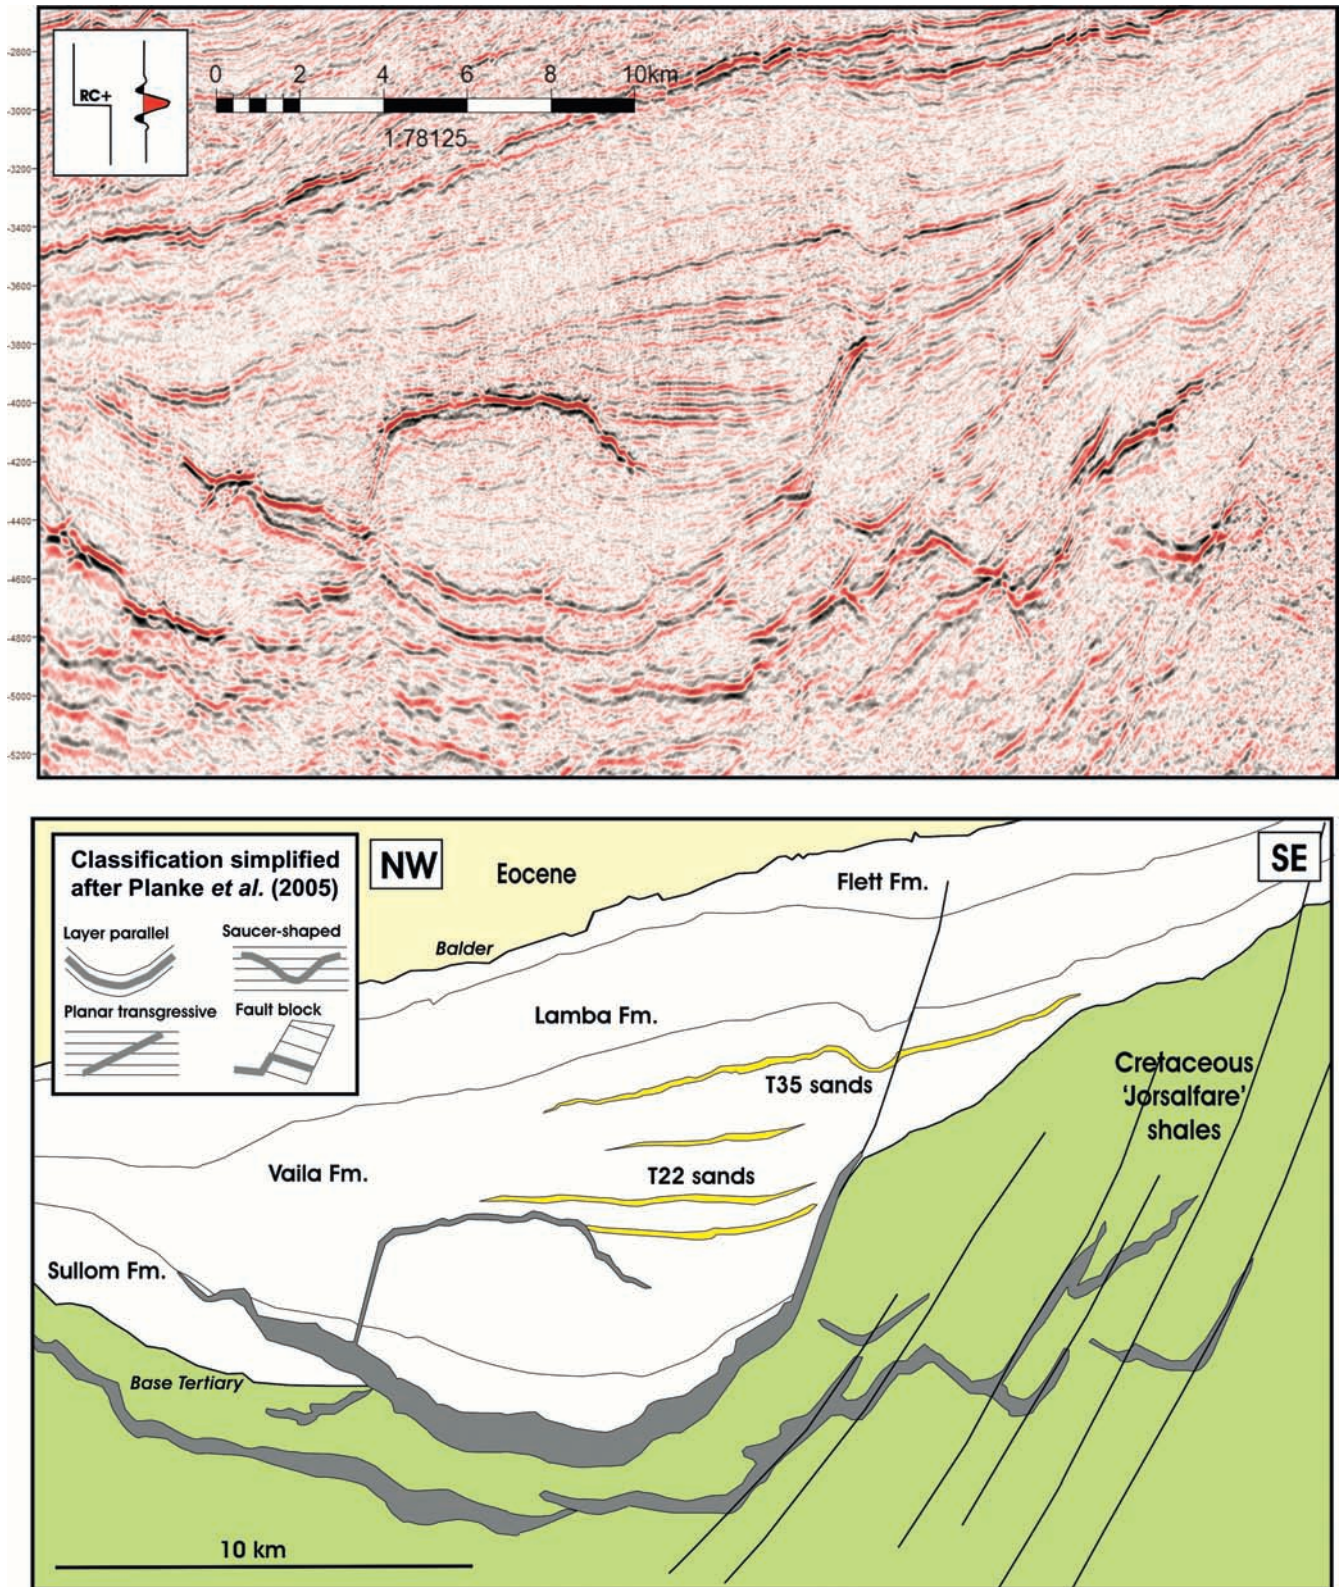 -2800
-3000
-3200
-3400
-3600
-3800
-4000
-4200
-4400
-4600
-4800
-5000
-5200
RC+
0 2 4 6 8 10km
1:78125
Classification simplified
after Planke et al. (2005)
Layer parallel
Saucer-shaped
Planar transgressive
Fault block
NW
SE
Eocene
Flett Fm.
Balder
Lamba Fm.
T35 sands
Cretaceous
'Jorsalfare'
shales
Vaila Fm.
T22 sands
Sullom Fm.
Base Tertiary
10 km